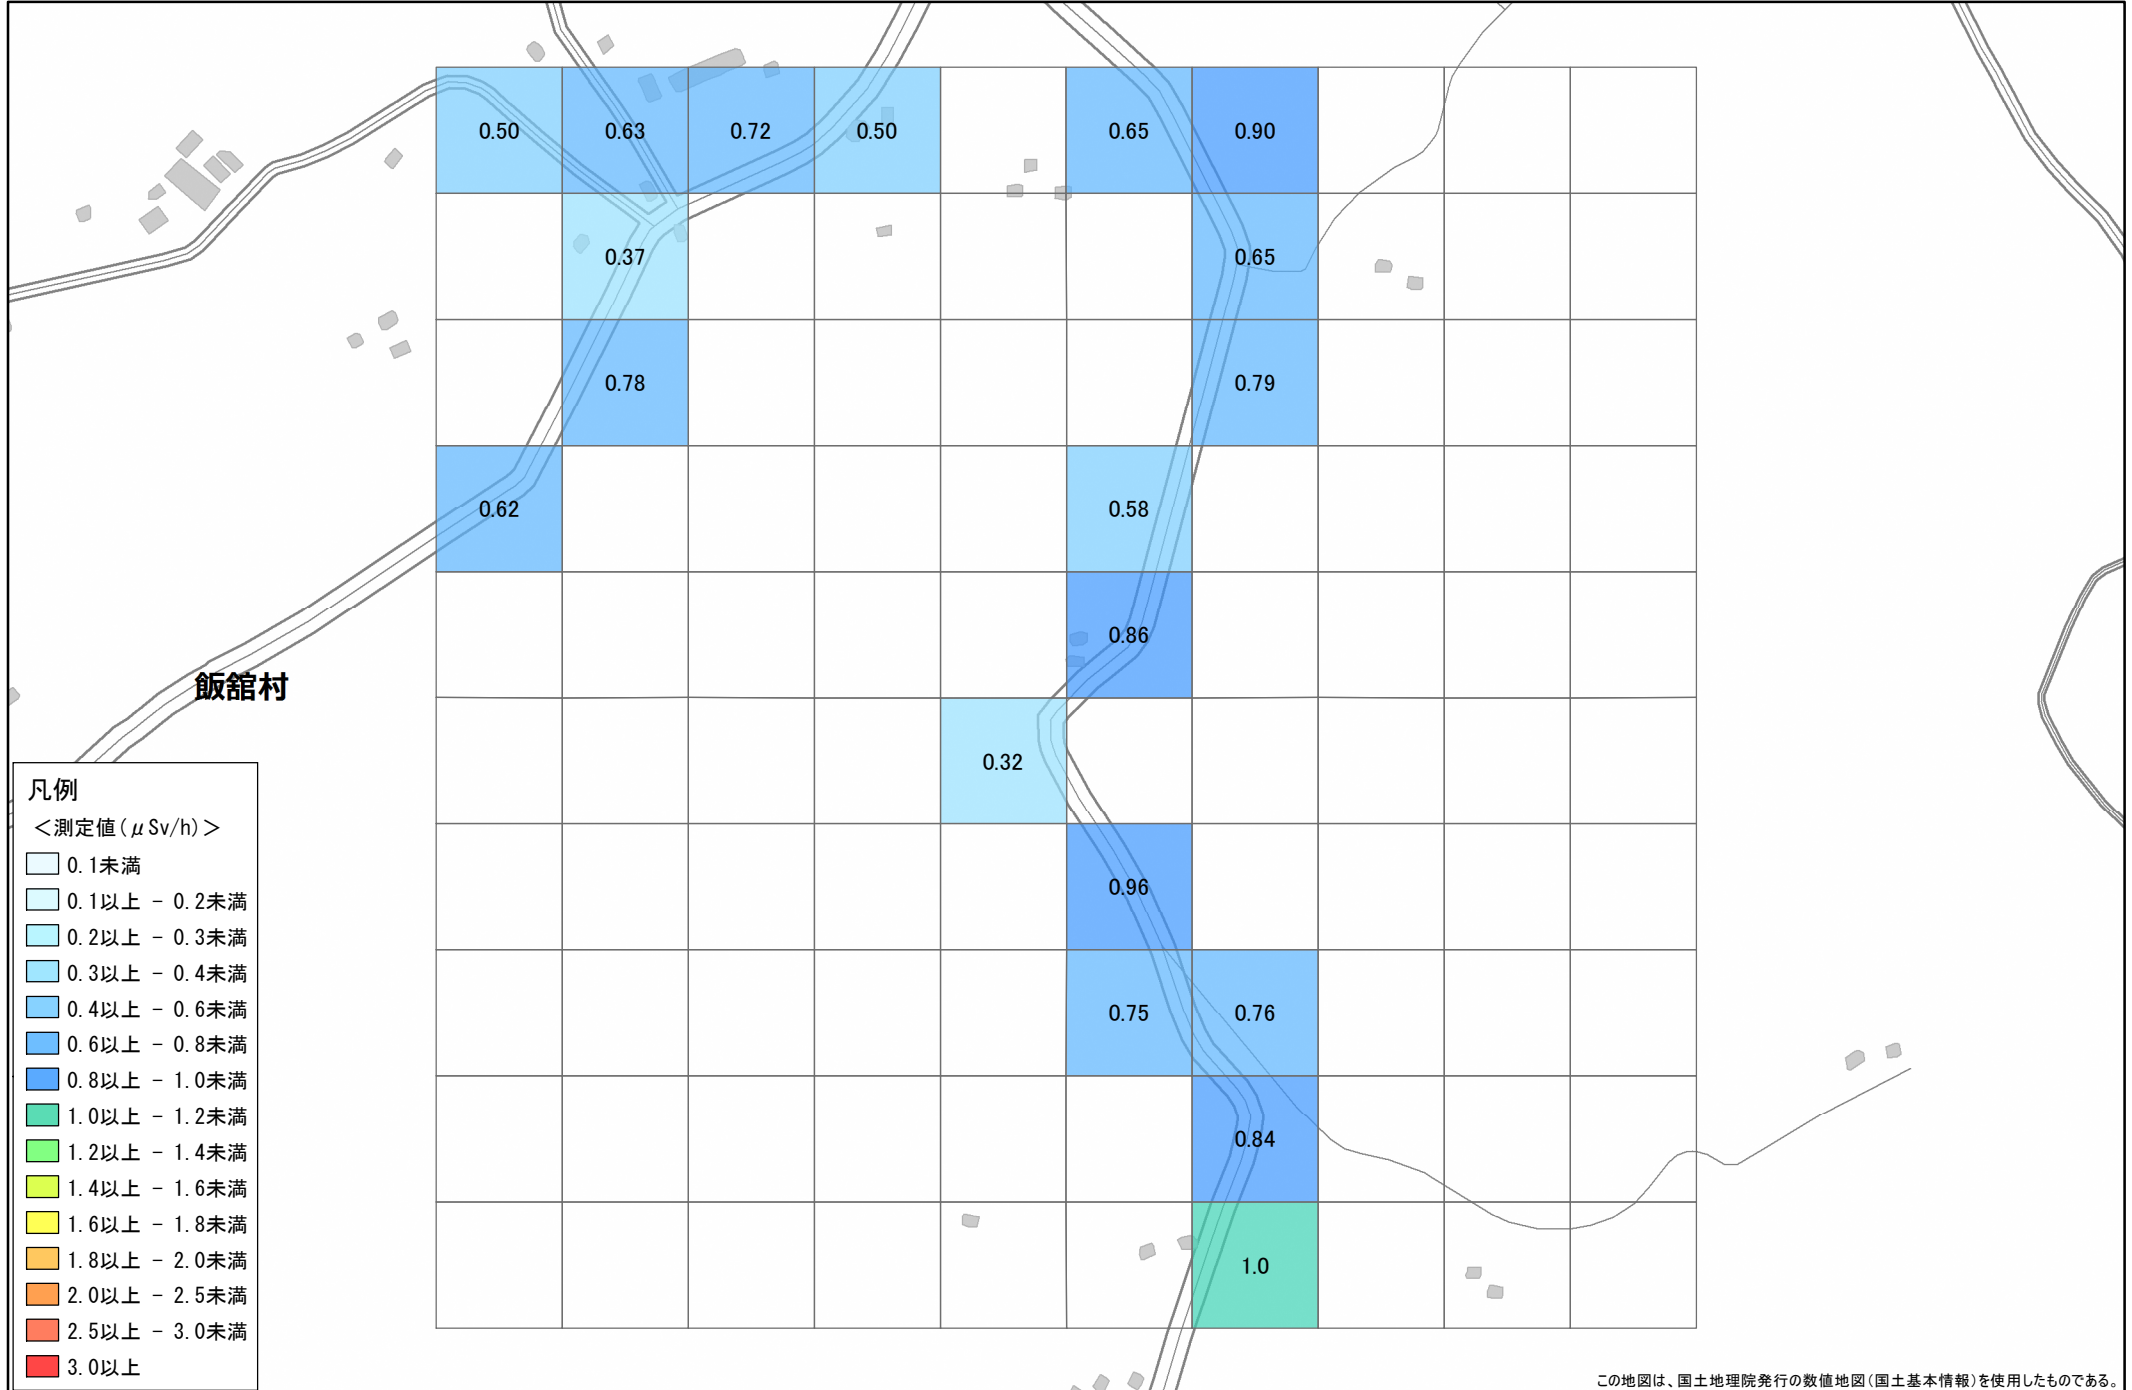 0.50 0.63 0.72 0.50 0.65 0.90
0.37 0.65
0.78 0.79
0.62 0.58
0.86
飯舘村
0.32
0.96
0.75 0.76
0.84
1.0
凡例
＜測定値(μSv/h)＞
0.1未満
0.1以上 - 0.2未満
0.2以上 - 0.3未満
0.3以上 - 0.4未満
0.4以上 - 0.6未満
0.6以上 - 0.8未満
0.8以上 - 1.0未満
1.0以上 - 1.2未満
1.2以上 - 1.4未満
1.4以上 - 1.6未満
1.6以上 - 1.8未満
1.8以上 - 2.0未満
2.0以上 - 2.5未満
2.5以上 - 3.0未満
3.0以上
この地図は、国土地理院発行の数値地図(国土基本情報)を使用したものである。